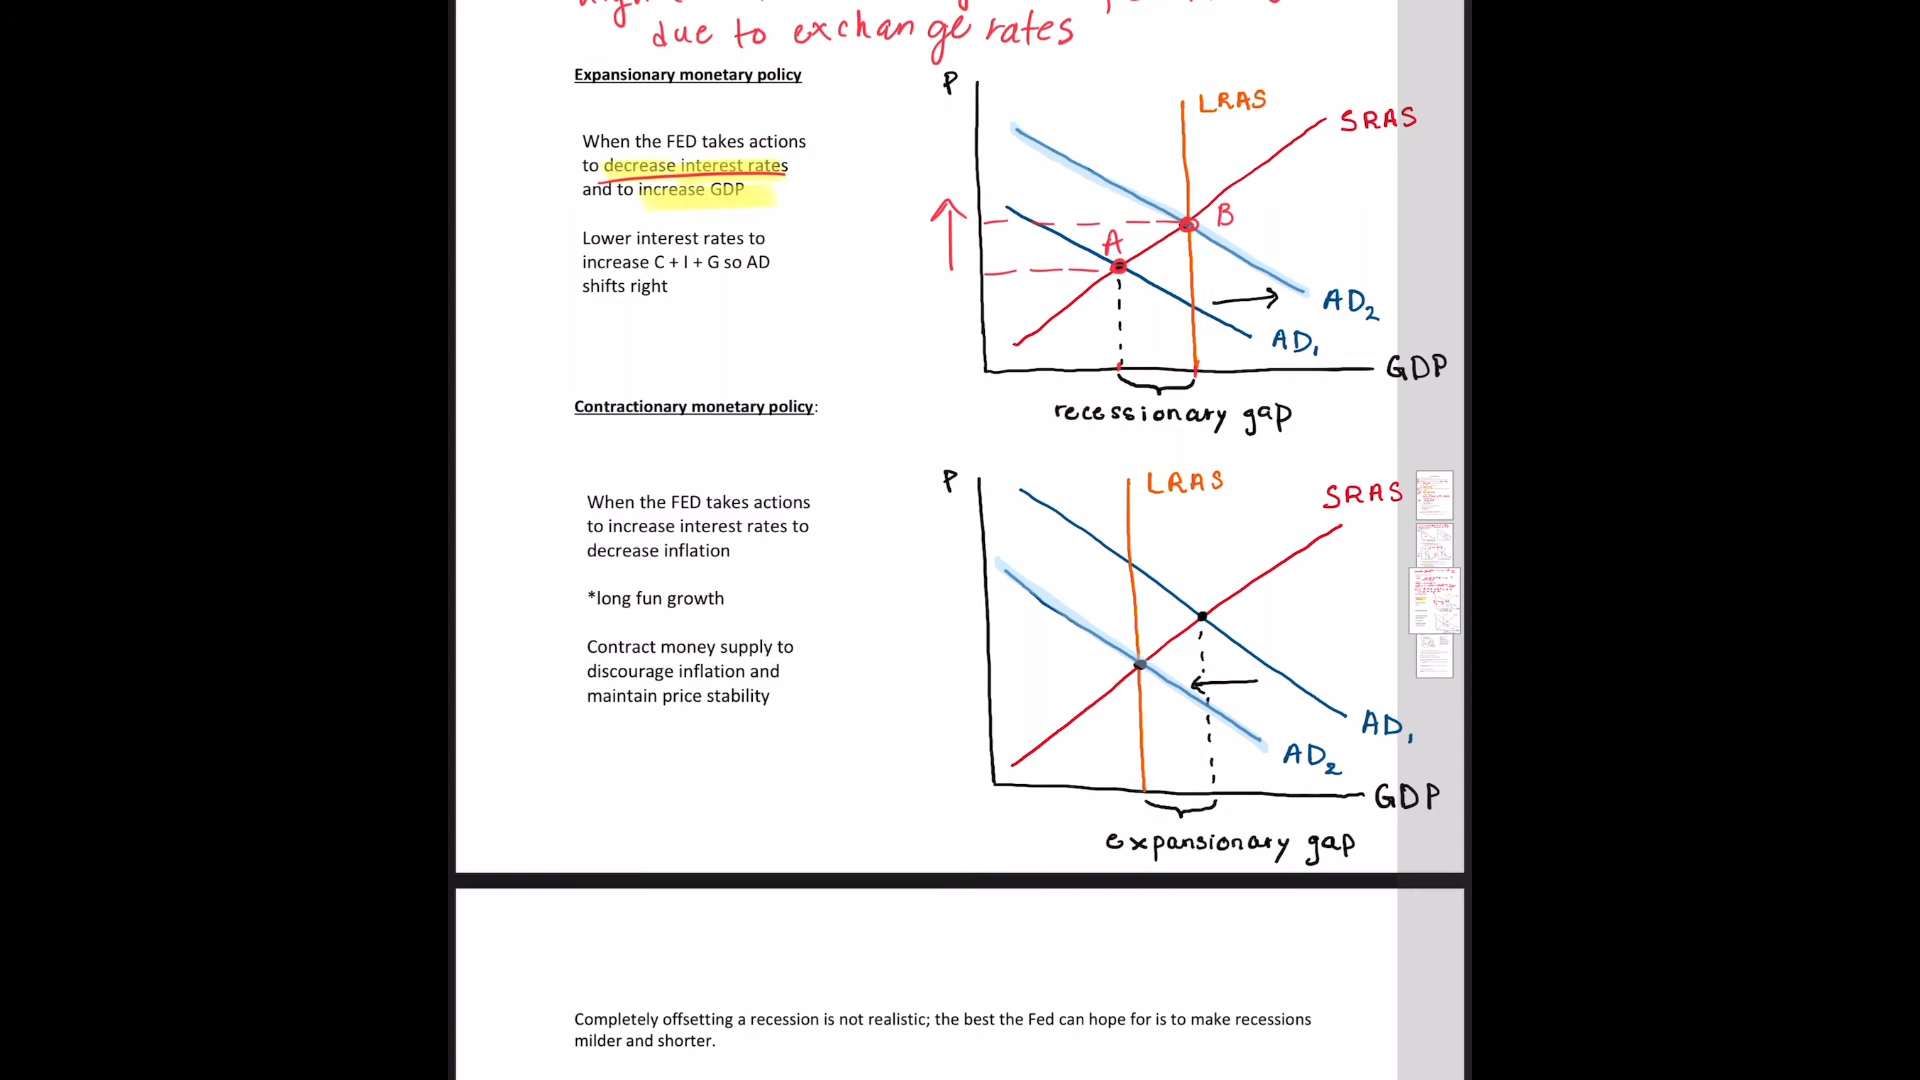 due to exchange rates
Expansionary monetary policy
P
LRAS
SRAS
When the FED takes actions
to decrease interest rates
and to increase GDP
Lower interest rates to
increase C + I + G so AD
shifts right
A
B
AD2
AD1
GDP
recessionary gap
Contractionary monetary policy:
P
LRAS
SRAS
When the FED takes actions
to increase interest rates to
decrease inflation
*long fun growth
Contract money supply to
discourage inflation and
maintain price stability
AD1
AD2
GDP
expansionary gap
Completely offsetting a recession is not realistic; the best the Fed can hope for is to make recessions
milder and shorter.